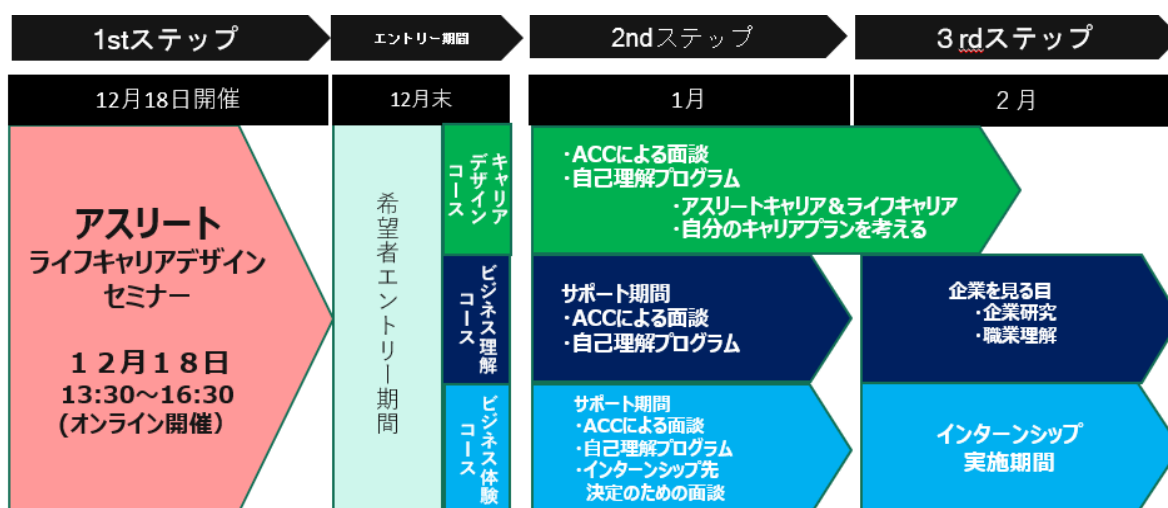 1stステップ
エントリー期間
2ndステップ
3rdステップ
12月18日開催
12月末
1月
2月
アスリート
ライフキャリアデザイン
セミナー
12月18日
13:30~16:30
(オンライン開催)
希望者エントリー期間
キャリア
デザイン
コース
・ACCによる面談
・自己理解プログラム
・アスリートキャリア&ライフキャリア
・自分のキャリアプランを考える
ビジネス理解
コース
サポート期間
・ACCによる面談
・自己理解プログラム
企業を見る目
・企業研究
・職業理解
ビジネス体験
コース
サポート期間
・ACCによる面談
・自己理解プログラム
・インターンシップ先
決定のための面談
インターンシップ
実施期間